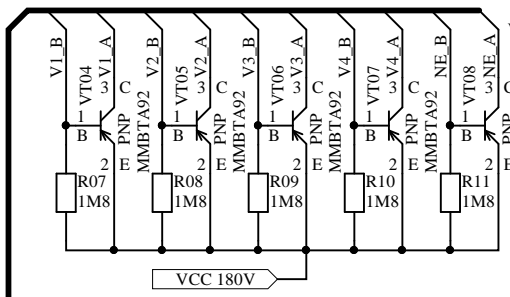 V1_B
V1_A
V2_B
V2_A
V3_B
V3_A
V4_B
V4_A
NE_B
NE_A
VT04
3
C
1
B
PNP
MMBTA92
2
E
R07
1M8
VT05
3
C
1
B
PNP
MMBTA92
2
E
R08
1M8
VT06
3
C
1
B
PNP
MMBTA92
2
E
R09
1M8
VT07
3
C
1
B
PNP
MMBTA92
2
E
R10
1M8
VT08
3
C
1
B
PNP
2
E
R11
1M8
VCC 180V